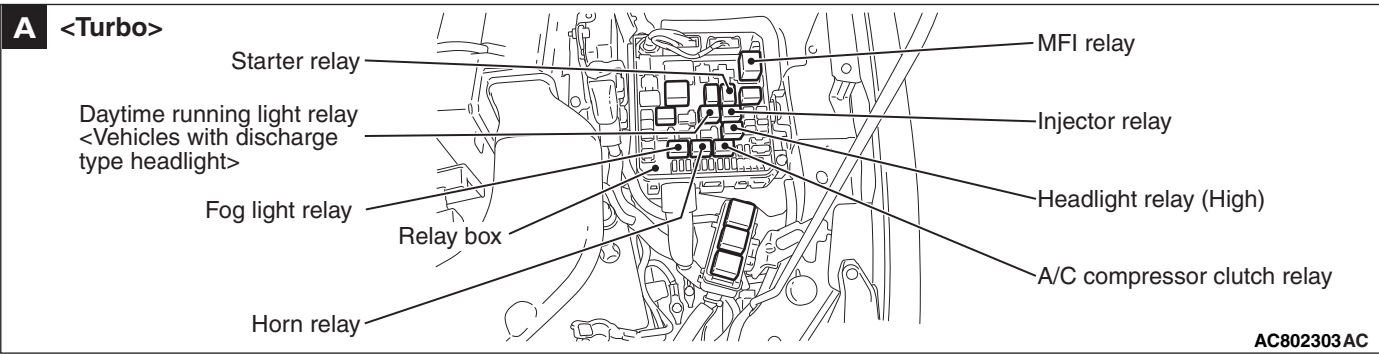 A <Turbo>
Starter relay
Daytime running light relay
<Vehicles with discharge
type headlight>
Fog light relay
Relay box
Horn relay
MFI relay
Injector relay
Headlight relay (High)
A/C compressor clutch relay
AC802303AC